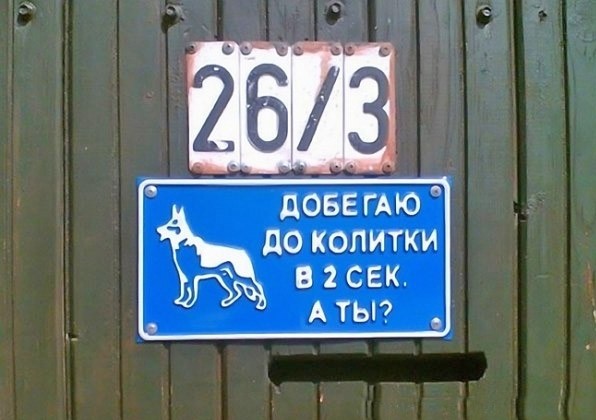 26/3
ДОБЕГАЮ
ДО КОЛИТКИ
В 2 СЕК.
А ТЫ?